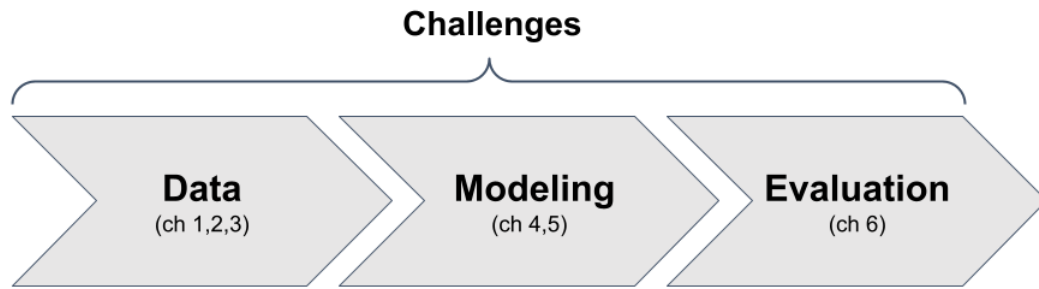 Challenges
Data
(ch 1,2,3)
Modeling
(ch 4,5)
Evaluation
(ch 6)